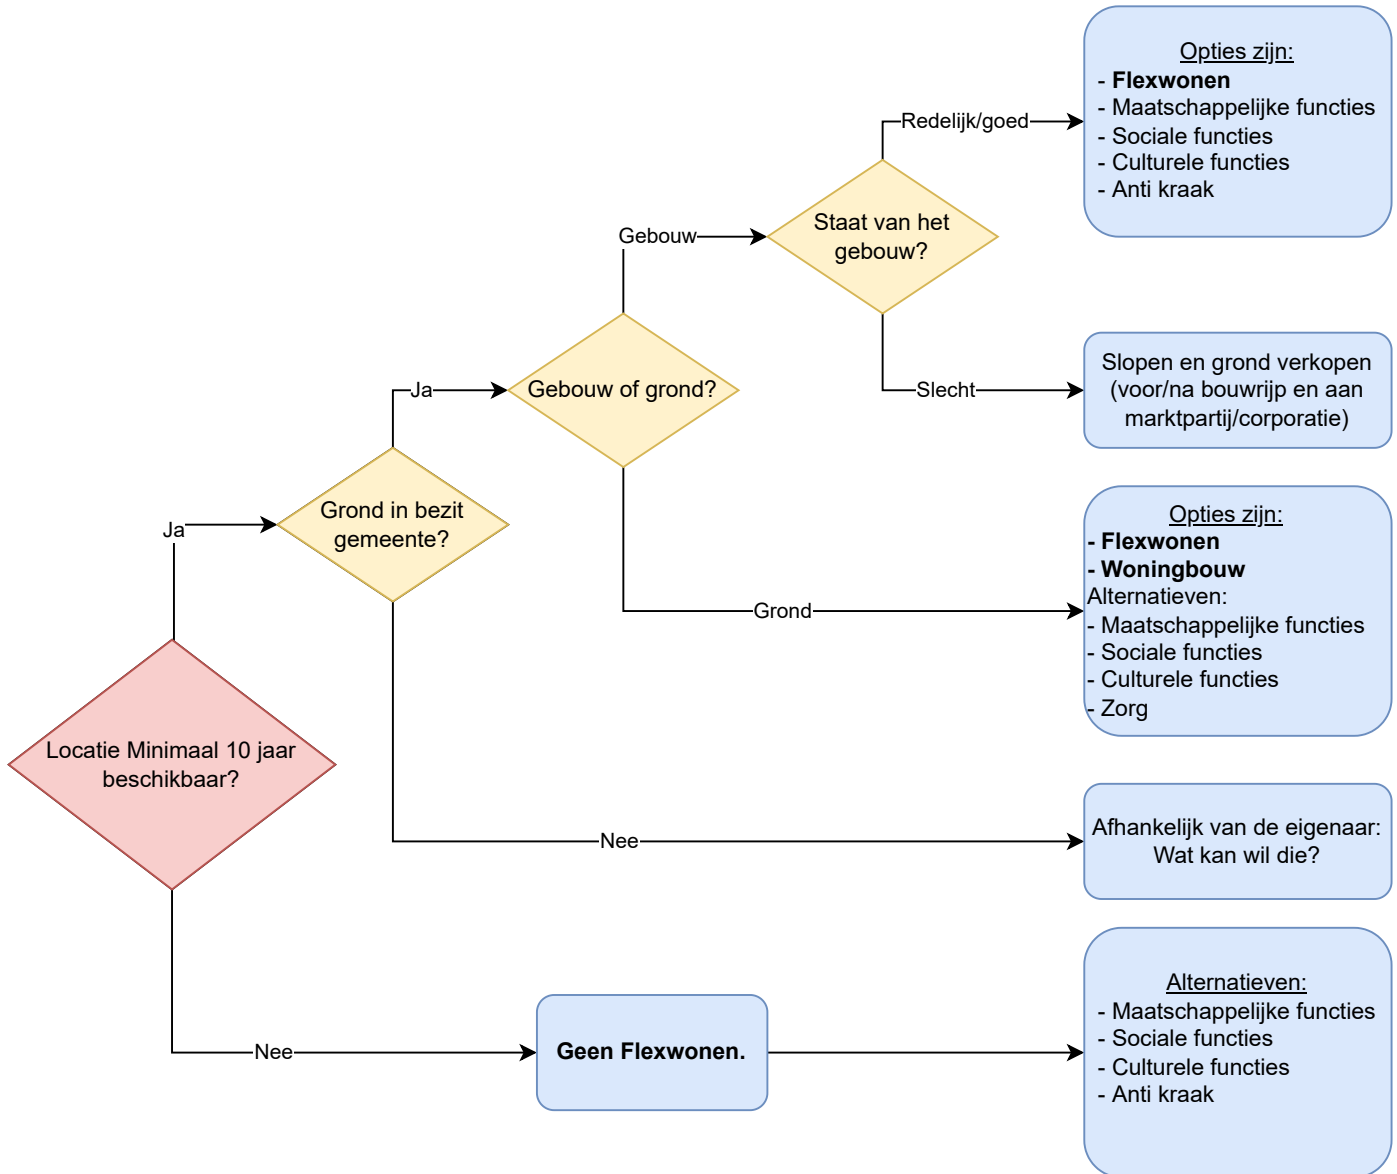 Opties zijn:
- Flexwonen
- Maatschappelijke functies
- Sociale functies
- Culturele functies
- Anti kraak
Redelijk/goed
Staat van het
gebouw?
Gebouw
Slecht
Slopen en grond verkopen
(voor/na bouwrijp en aan
marktpartij/corporatie)
Ja
Gebouw of grond?
Grond
Opties zijn:
- Flexwonen
- Woningbouw
Alternatieven:
- Maatschappelijke functies
- Sociale functies
- Culturele functies
- Zorg
Ja
Grond in bezit
gemeente?
Nee
Afhankelijk van de eigenaar:
Wat kan wil die?
Locatie Minimaal 10 jaar
beschikbaar?
Nee
Geen Flexwonen.
Alternatieven:
- Maatschappelijke functies
- Sociale functies
- Culturele functies
- Anti kraak